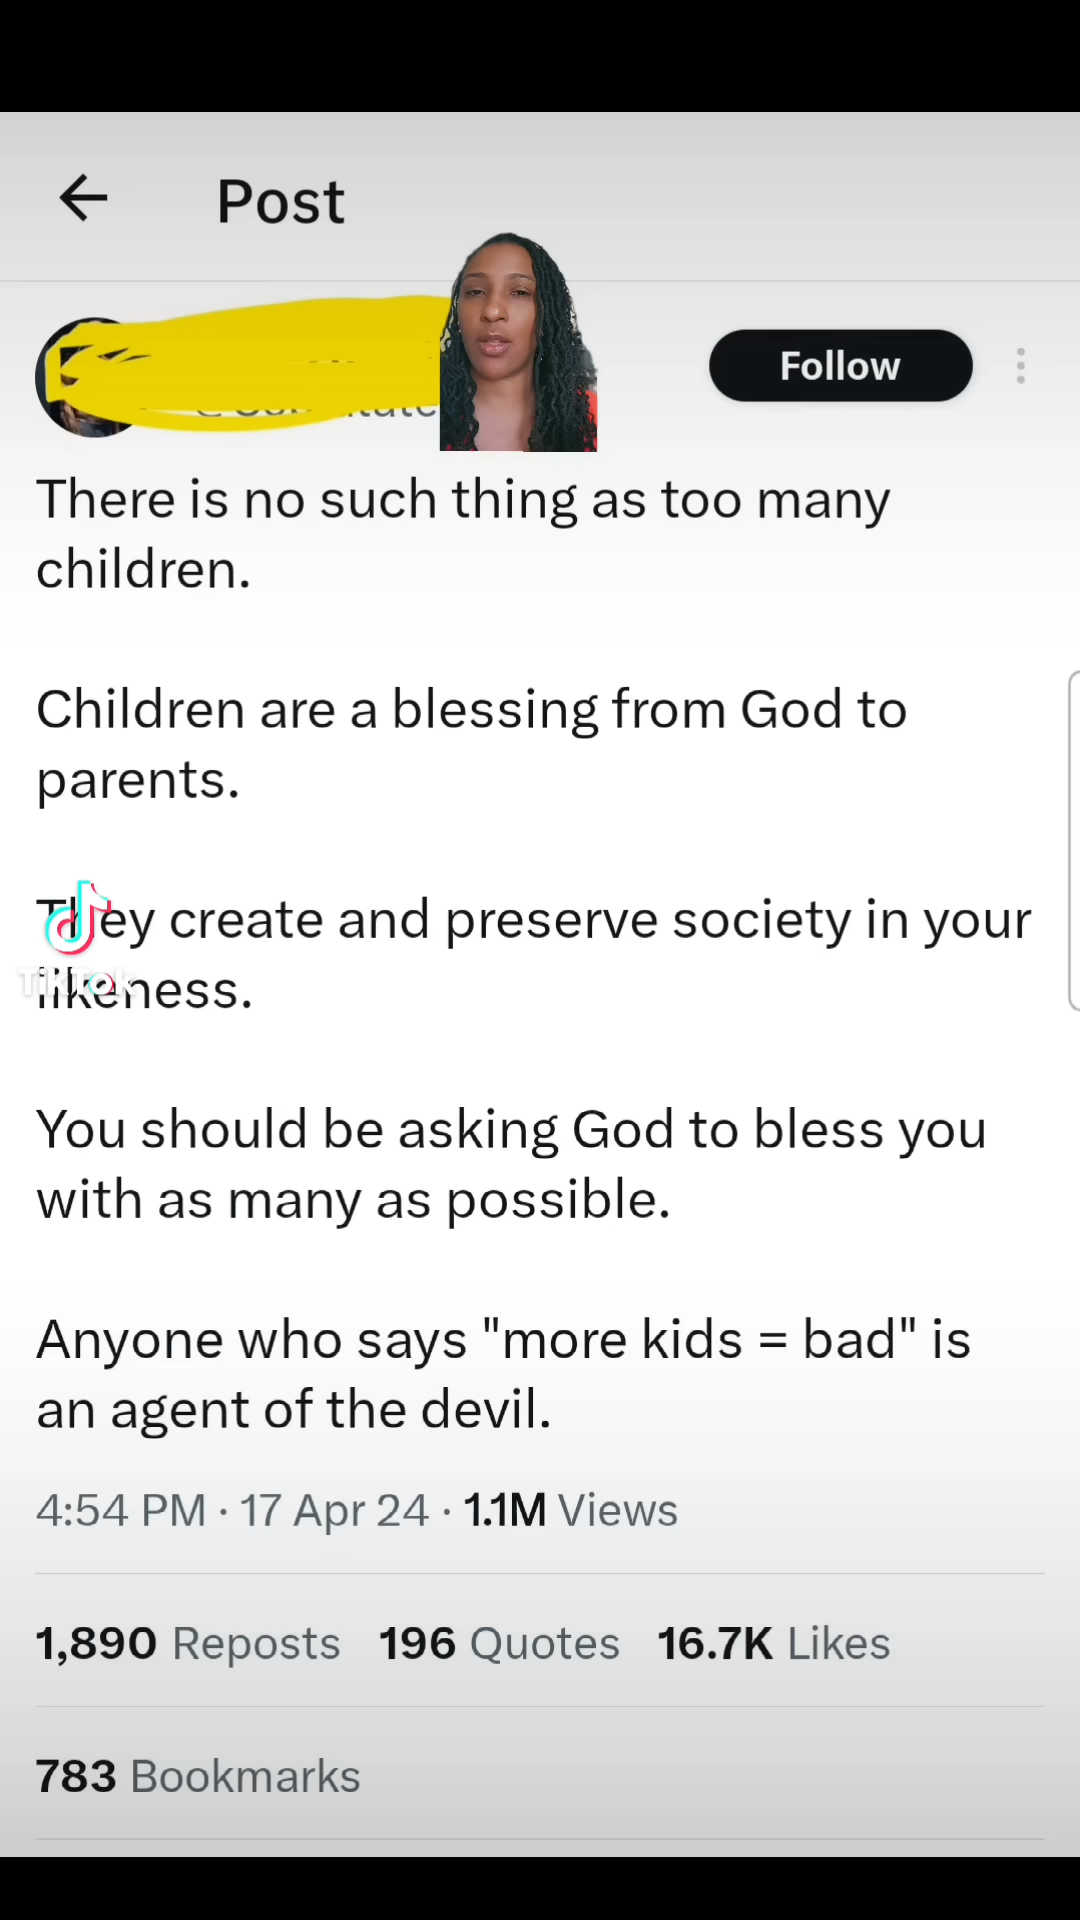 Post
Follow
There is no such thing as too many
children.
Children are a blessing from God to
parents.
They create and preserve society in your
likeness.
TikTok
You should be asking God to bless you
with as many as possible.
Anyone who says "more kids = bad" is
an agent of the devil.
4:54 PM · 17 Apr 24 · 1.1M Views
1,890 Reposts 196 Quotes 16.7K Likes
783 Bookmarks